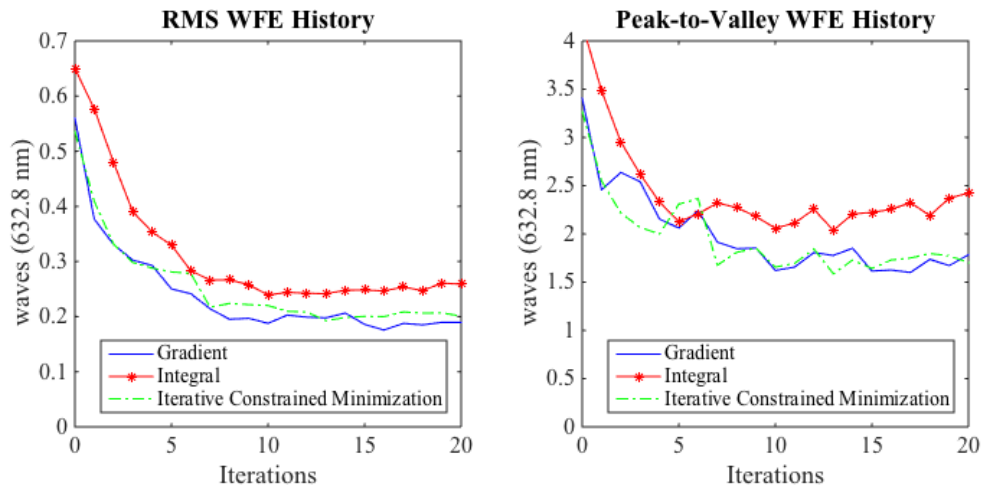 RMS WFE History
waves (632.8 nm)
0.7
0.6
0.5
0.4
0.3
0.2
0.1
0
Gradient
Integral
Iterative Constrained Minimization
0 5 10 15 20
Iterations
Peak-to-Valley WFE History
waves (632.8 nm)
4
3.5
3
2.5
2
1.5
1
0.5
0
Gradient
Integral
Iterative Constrained Minimization
0 5 10 15 20
Iterations